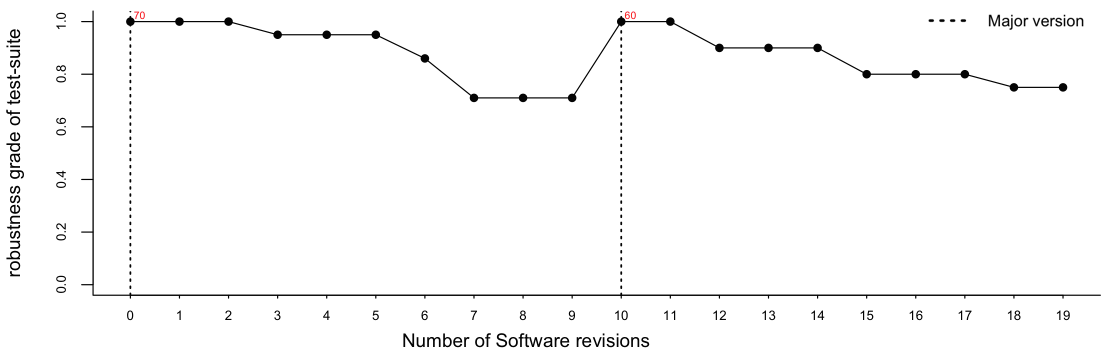 70
60
Major version
robustness grade of test-suite
1.0
0.8
0.6
0.4
0.2
0.0
0 1 2 3 4 5 6 7 8 9 10 11 12 13 14 15 16 17 18 19
Number of Software revisions